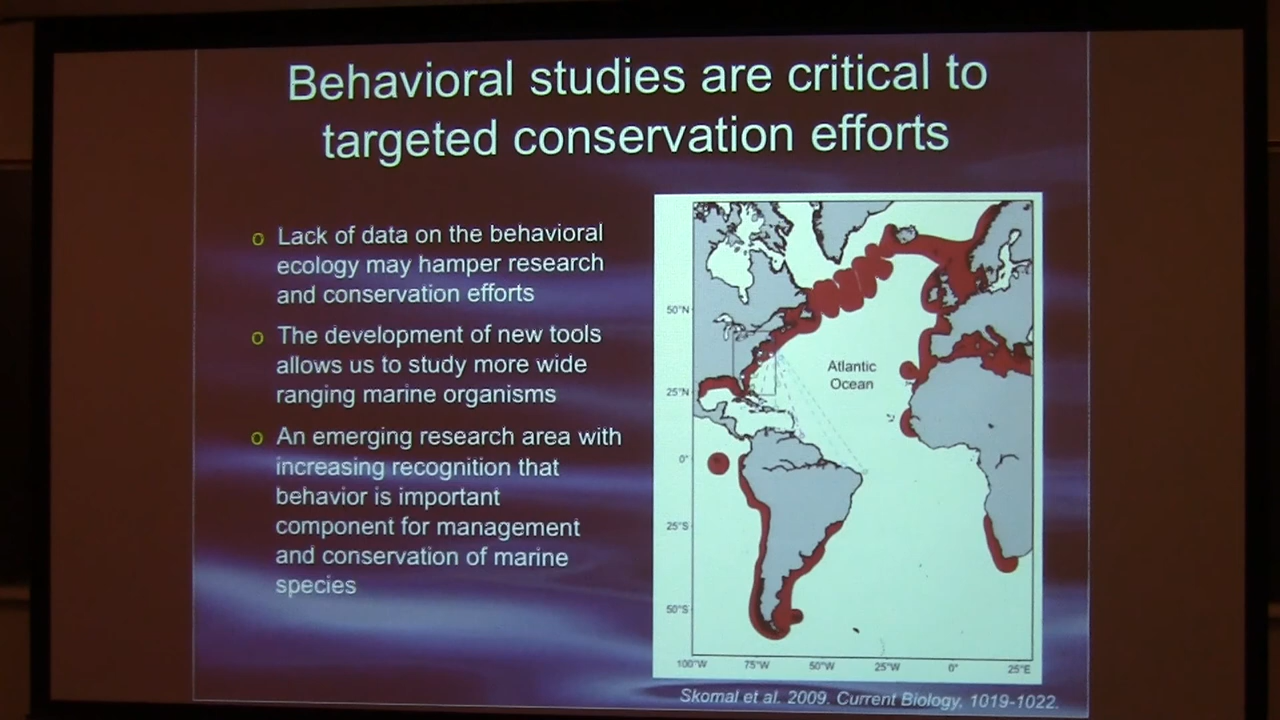 Behavioral studies are critical to
targeted conservation efforts
o Lack of data on the behavioral
ecology may hamper research
and conservation efforts
o The development of new tools
allows us to study more wide
ranging marine organisms
o An emerging research area with
increasing recognition that
behavior is important
component for management
and conservation of marine
species
50°N
25°N
0°
25°S
50°S
Atlantic
Ocean
100°W 75°W 50°W 25°W 0° 25°E
Skomal et al. 2009. Current Biology, 1019-1022.